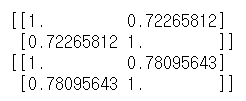 [[1.         0.72265812]
 [0.72265812 1.        ]]
[[1.         0.78095643]
 [0.78095643 1.        ]]